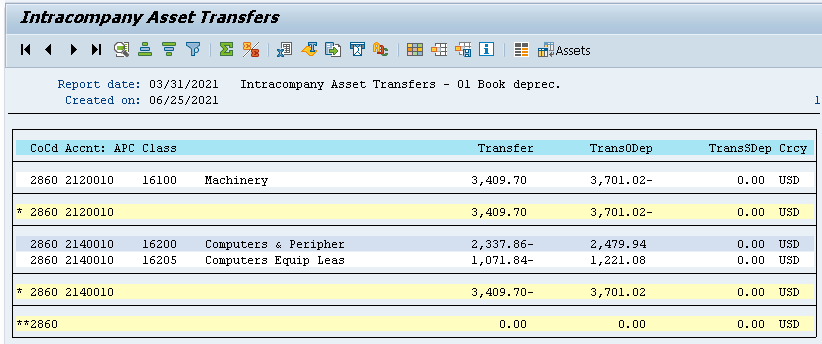 Intracompany Asset Transfers
Assets
Report date: 03/31/2021 Intracompany Asset Transfers - 01 Book deprec.
Created on: 06/25/2021 1
CoCd Accnt: APC Class Transfer TransODep TransSDep Crcy
2860 2120010 16100 Machinery 3,409.70 3,701.02- 0.00 USD
* 2860 2120010 3,409.70 3,701.02- 0.00 USD
2860 2140010 16200 Computers & Peripher 2,337.86- 2,479.94 0.00 USD
2860 2140010 16205 Computers Equip Leas 1,071.84- 1,221.08 0.00 USD
* 2860 2140010 3,409.70- 3,701.02 0.00 USD
**2860 0.00 0.00 0.00 USD